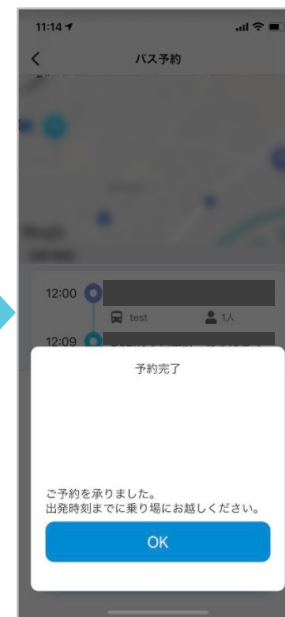 11:14
バス予約
12:00
test 1人
12:09
予約完了
ご予約を承りました。
出発時刻までに乗り場にお越しください。
OK